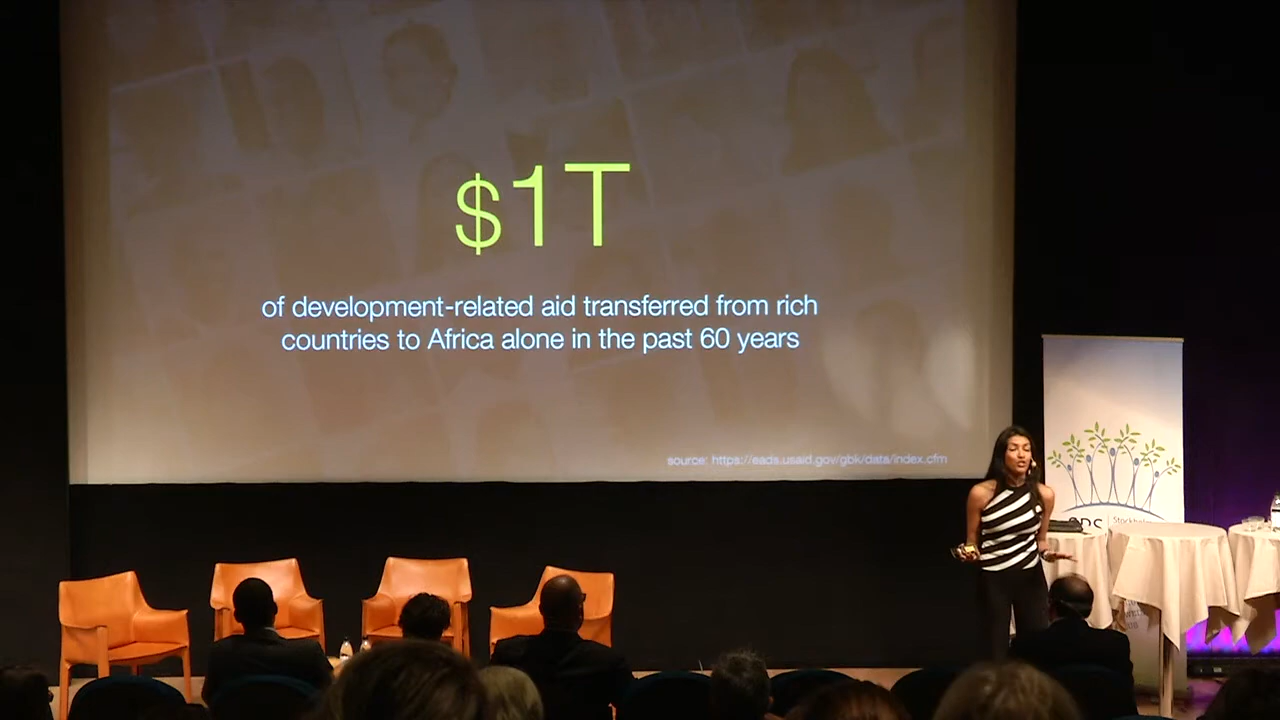 $1T
of development-related aid transferred from rich
countries to Africa alone in the past 60 years
source: https://eads.usaid.gov/gbk/data/index.cfm